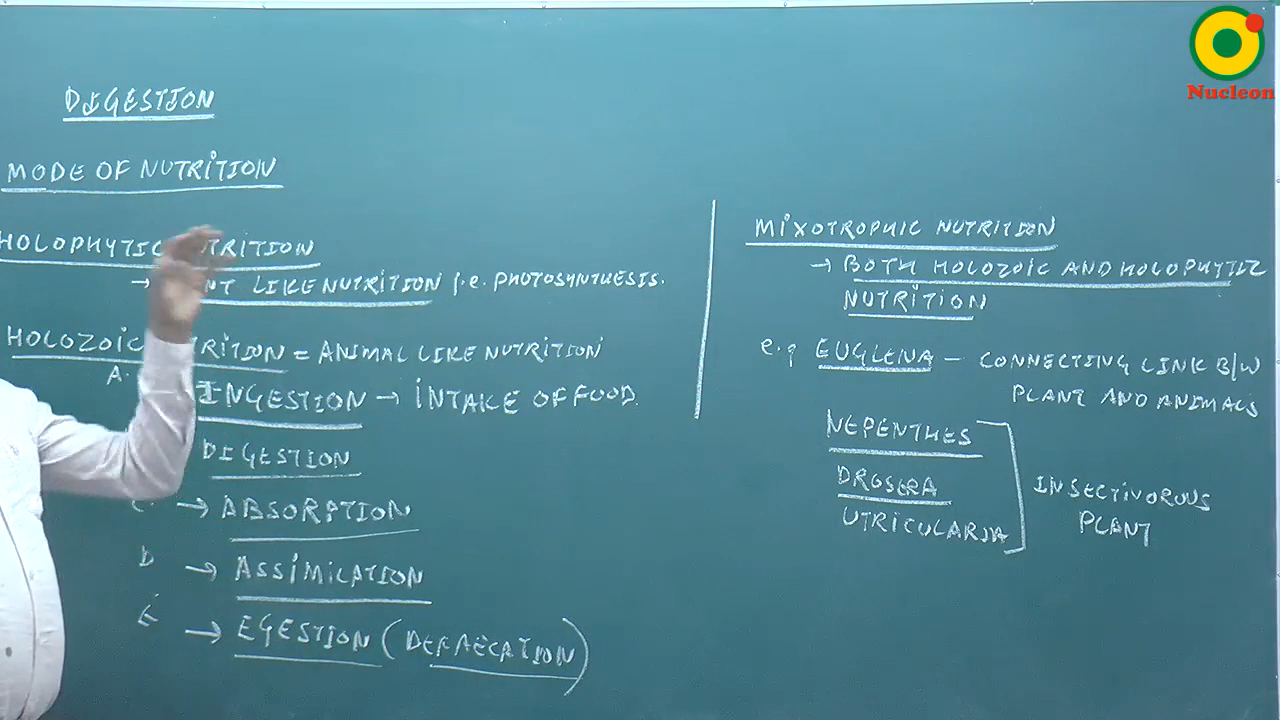 DIGESTION
MODE OF NUTRITION
HOLOPHYTIC NUTRITION
→ LIKE NUTRITION i.e. PHOTOSYNTHESIS.
HOLOZOIC NUTRITION = ANIMAL LIKE NUTRITION
A. INGESTION → INTAKE OF FOOD.
DIGESTION
C. → ABSORPTION
D → ASSIMILATION
E → EGESTION (DEFAECATION)
MIXOTROPHIC NUTRITION
→ BOTH HOLOZOIC AND HOLOPHYTIC
NUTRITION
e.g EUGLENA – CONNECTING LINK B/W
PLANT AND ANIMALS
NEPENTHES
DROSERA
UTRICULARIA
INSECTIVOROUS
PLANT
Nucleon